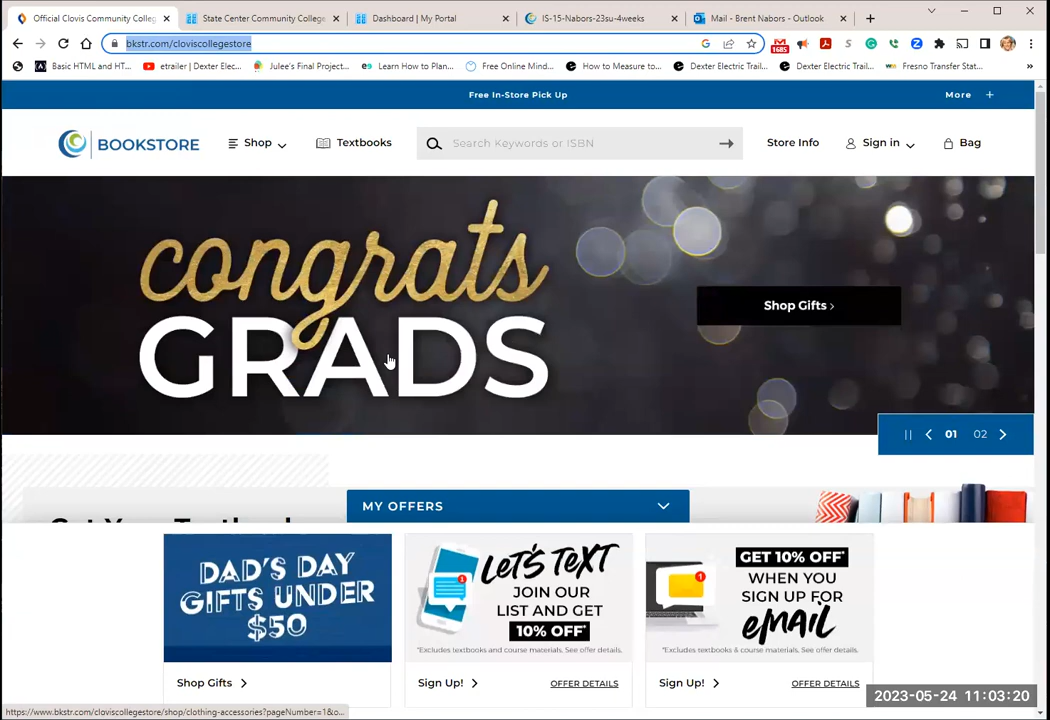 Official Clovis Community Colleg
State Center Community College
Dashboard | My Portal
IS-15-Nabors-23su-4weeks
Mail - Brent Nabors - Outlook
bkstr.com/cloviscollegestore
1685
Basic HTML and HT...
etrailer | Dexter Elec...
Julee's Final Project...
Learn How to Plan...
Free Online Mind...
How to Measure to...
Dexter Electric Trail...
Dexter Electric Trail...
Fresno Transfer Stat...
Free In-Store Pick Up
More +
BOOKSTORE
Shop
Textbooks
Search Keywords or ISBN
Store Info
Sign in
Bag
congrats
GRADS
Shop Gifts ›
01 02
MY OFFERS
DAD'S DAY
GIFTS UNDER
$50
LET'S TEXT
JOIN OUR
LIST AND GET
10% OFF*
*Excludes textbooks and course materials. See offer details.
GET 10% OFF*
WHEN YOU
SIGN UP FOR
EMAIL
*Excludes textbooks & course materials. See offer details.
Shop Gifts
Sign Up!
OFFER DETAILS
Sign Up!
OFFER DETAILS
https://www.bkstr.com/cloviscollegestore/shop/clothing-accessories?pageNumber=1&o...
2023-05-24 11:03:20